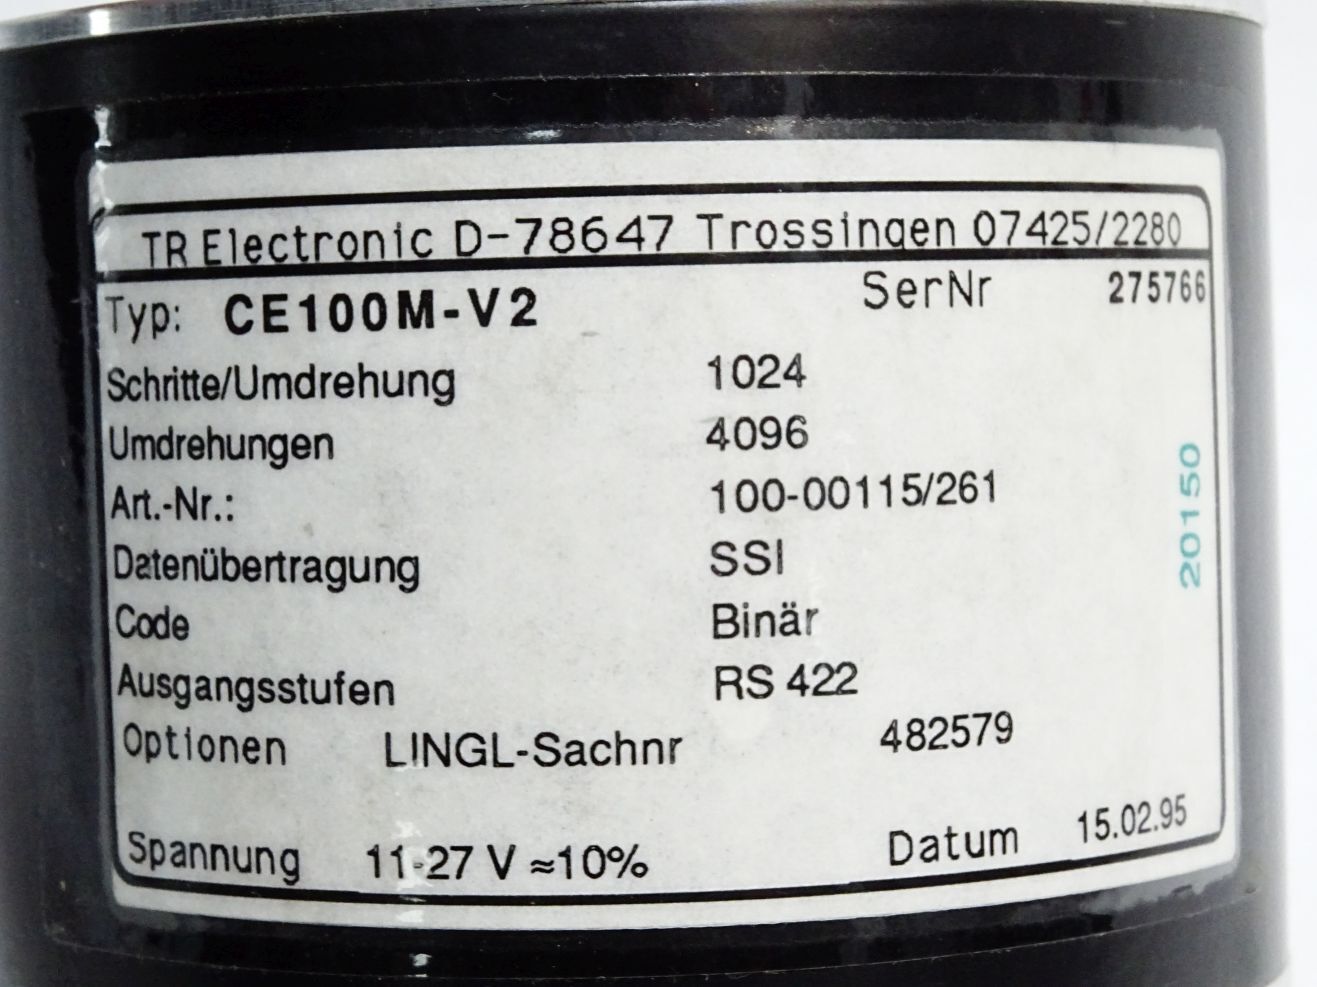 TR Electronic D-78647 Trossingen 07425/2280
Typ: CE100M-V2 SerNr 275766
Schritte/Umdrehung 1024
Umdrehungen 4096
Art.-Nr.: 100-00115/261
Datenübertragung SSI
Code Binär
Ausgangsstufen RS 422
Optionen LINGL-Sachnr 482579
Spannung 11-27 V ≈10% Datum 15.02.95
20150